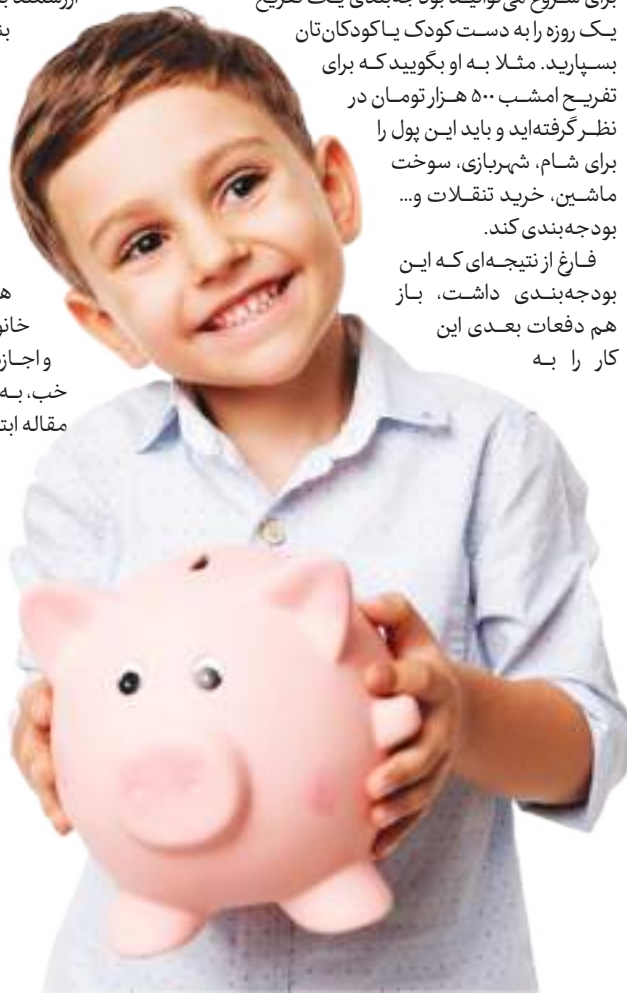 یک روزه را به دست کودک یا کودکان‌تان
بسپارید. مثلا به او بگویید که برای
تفریح امشب ۵۰۰ هزار تومان در
نظر گرفته‌اید و باید این پول را
برای شام، شهربازی، سوخت
ماشین، خرید تنقلات و...
بودجه‌بندی کند.
فارغ از نتیجه‌ای که این
بودجه‌بندی داشت، باز
هم دفعات بعدی این
کار را به
خب، به